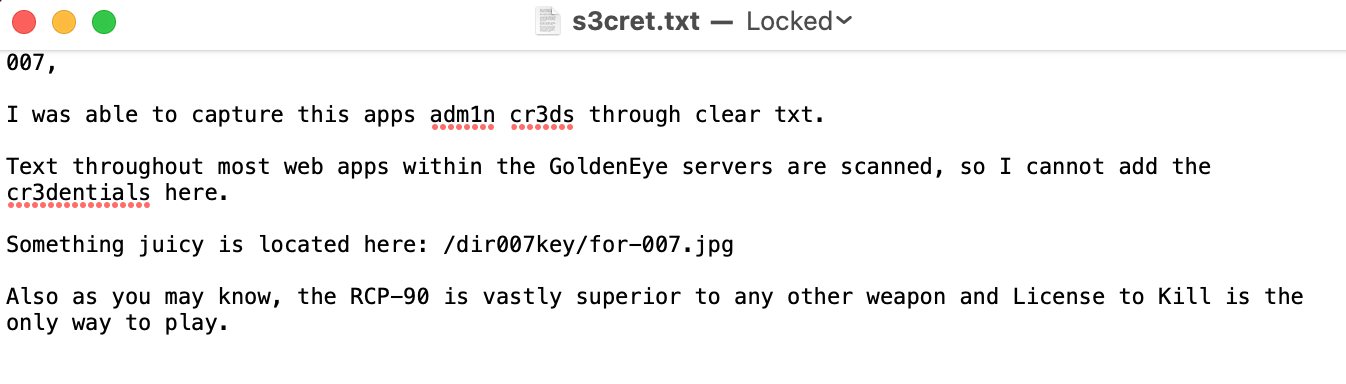 s3cret.txt — Locked
007,
I was able to capture this apps adm1n cr3ds through clear txt.
Text throughout most web apps within the GoldenEye servers are scanned, so I cannot add the
cr3dentials here.
Something juicy is located here: /dir007key/for-007.jpg
Also as you may know, the RCP-90 is vastly superior to any other weapon and License to Kill is the
only way to play.